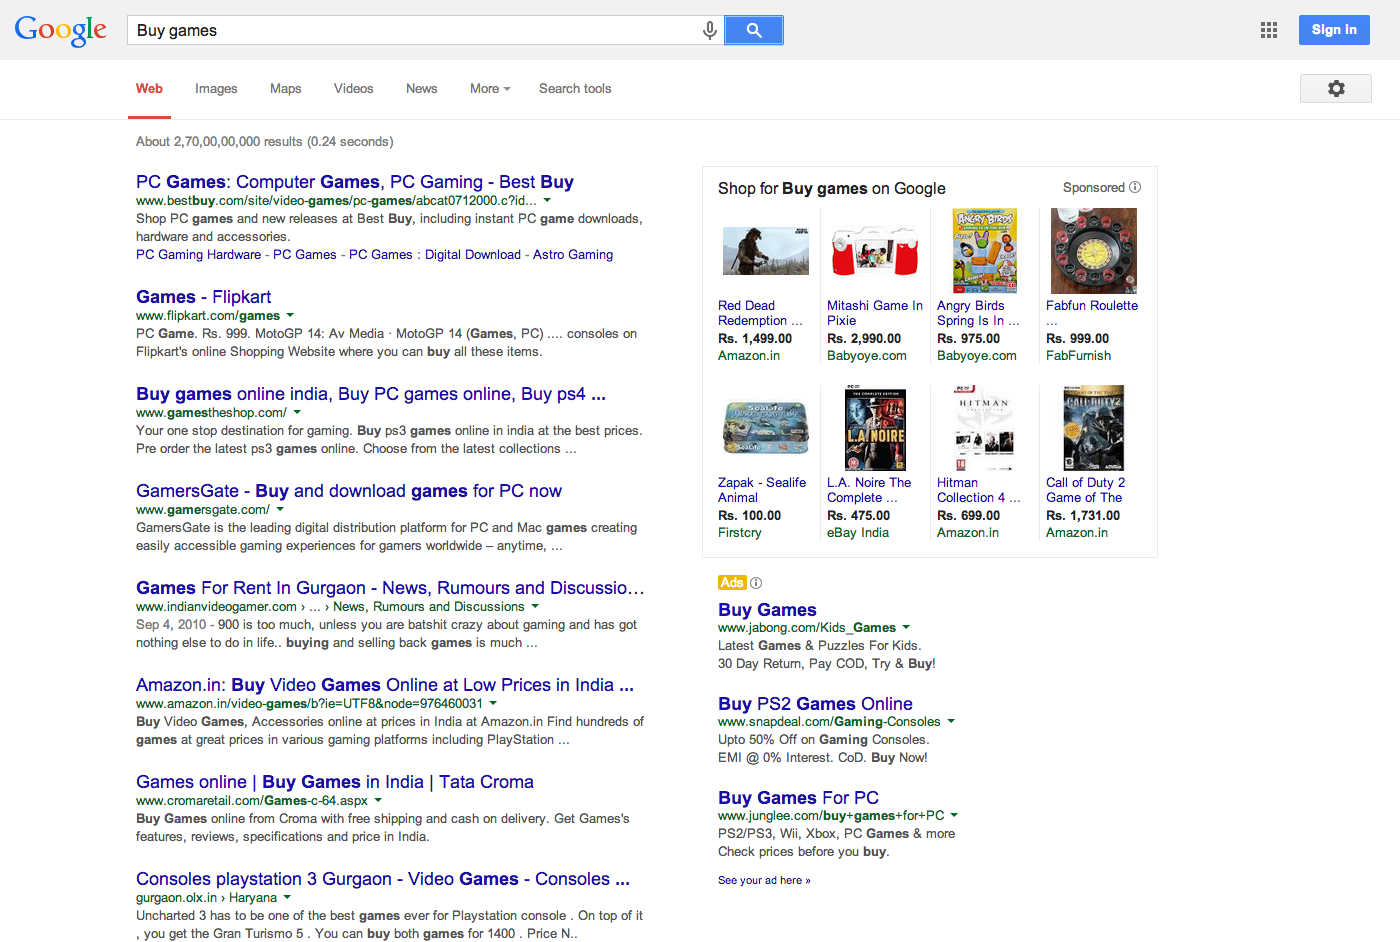 Google
Buy games
Sign in
Web Images Maps Videos News More Search tools
About 2,70,00,00,000 results (0.24 seconds)
PC Games: Computer Games, PC Gaming - Best Buy
www.bestbuy.com/site/video-games/pc-games/abcat0712000.c?id...
Shop PC games and new releases at Best Buy, including instant PC game downloads,
hardware and accessories.
PC Gaming Hardware - PC Games - PC Games : Digital Download - Astro Gaming
Games - Flipkart
www.flipkart.com/games
PC Game. Rs. 999. MotoGP 14: Av Media · MotoGP 14 (Games, PC) .... consoles on
Flipkart's online Shopping Website where you can buy all these items.
Buy games online india, Buy PC games online, Buy ps4 ...
www.gamestheshop.com/
Your one stop destination for gaming. Buy ps3 games online in india at the best prices.
Pre order the latest ps3 games online. Choose from the latest collections ...
GamersGate - Buy and download games for PC now
www.gamersgate.com/
GamersGate is the leading digital distribution platform for PC and Mac games creating
easily accessible gaming experiences for gamers worldwide – anytime, ...
Games For Rent In Gurgaon - News, Rumours and Discussio...
www.indianvideogamer.com › ... › News, Rumours and Discussions
Sep 4, 2010 - 900 is too much, unless you are batshit crazy about gaming and has got
nothing else to do in life.. buying and selling back games is much ...
Amazon.in: Buy Video Games Online at Low Prices in India ...
www.amazon.in/video-games/b?ie=UTF8&node=976460031
Buy Video Games, Accessories online at prices in India at Amazon.in Find hundreds of
games at great prices in various gaming platforms including PlayStation ...
Games online | Buy Games in India | Tata Croma
www.cromaretail.com/Games-c-64.aspx
Buy Games online from Croma with free shipping and cash on delivery. Get Games's
features, reviews, specifications and price in India.
Consoles playstation 3 Gurgaon - Video Games - Consoles ...
gurgaon.olx.in › Haryana
Uncharted 3 has to be one of the best games ever for Playstation console . On top of it
, you get the Gran Turismo 5 . You can buy both games for 1400 . Price N..
Shop for Buy games on Google
Sponsored
Red Dead
Redemption ...
Rs. 1,499.00
Amazon.in
Mitashi Game In
Pixie
Rs. 2,990.00
Babyoye.com
ANGRY BIRDS
Angry Birds
Spring Is In ...
Rs. 975.00
Babyoye.com
Fabfun Roulette
...
Rs. 999.00
FabFurnish
SeaLife
SeaLife
Zapak - Sealife
Animal
Rs. 100.00
Firstcry
THE COMPLETE EDITION
L.A. NOIRE
L.A. Noire The
Complete ...
Rs. 475.00
eBay India
HITMAN
18
Hitman
Collection 4 ...
Rs. 699.00
Amazon.in
CALL OF DUTY 2
Call of Duty 2
Game of The
Rs. 1,731.00
Amazon.in
Ads
Buy Games
www.jabong.com/Kids_Games
Latest Games & Puzzles For Kids.
30 Day Return, Pay COD, Try & Buy!
Buy PS2 Games Online
www.snapdeal.com/Gaming-Consoles
Upto 50% Off on Gaming Consoles.
EMI @ 0% Interest. CoD. Buy Now!
Buy Games For PC
www.junglee.com/buy+games+for+PC
PS2/PS3, Wii, Xbox, PC Games & more
Check prices before you buy.
See your ad here »